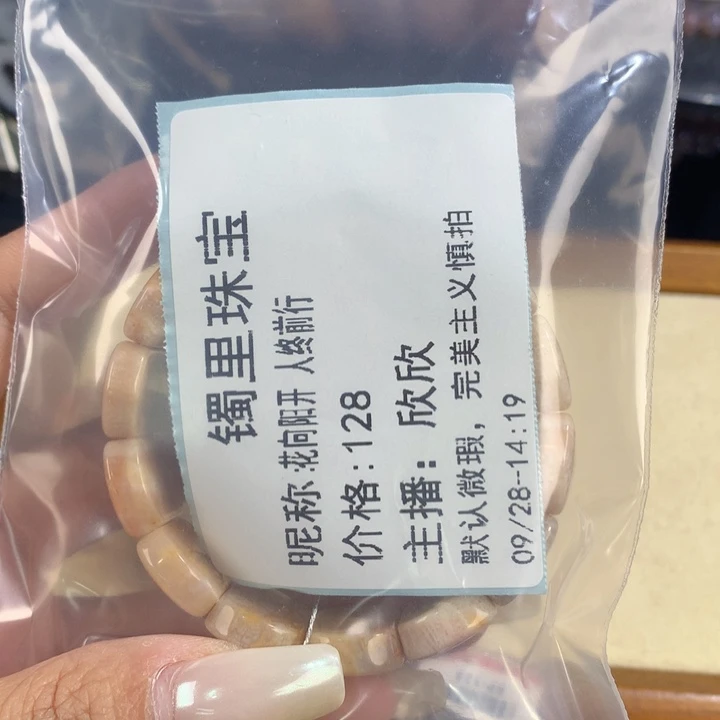 镯里珠宝
昵称:花向阳开 人终前行
价格:128
主播：欣欣
默认微瑕，完美主义慎拍
09/28--14:19